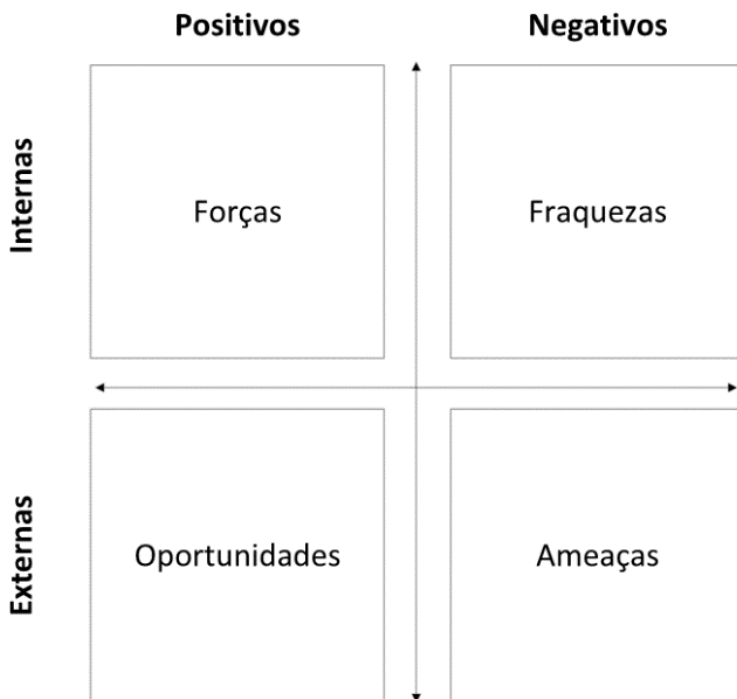 Positivos
Negativos
Internas
Forças
Fraquezas
Externas
Oportunidades
Ameaças